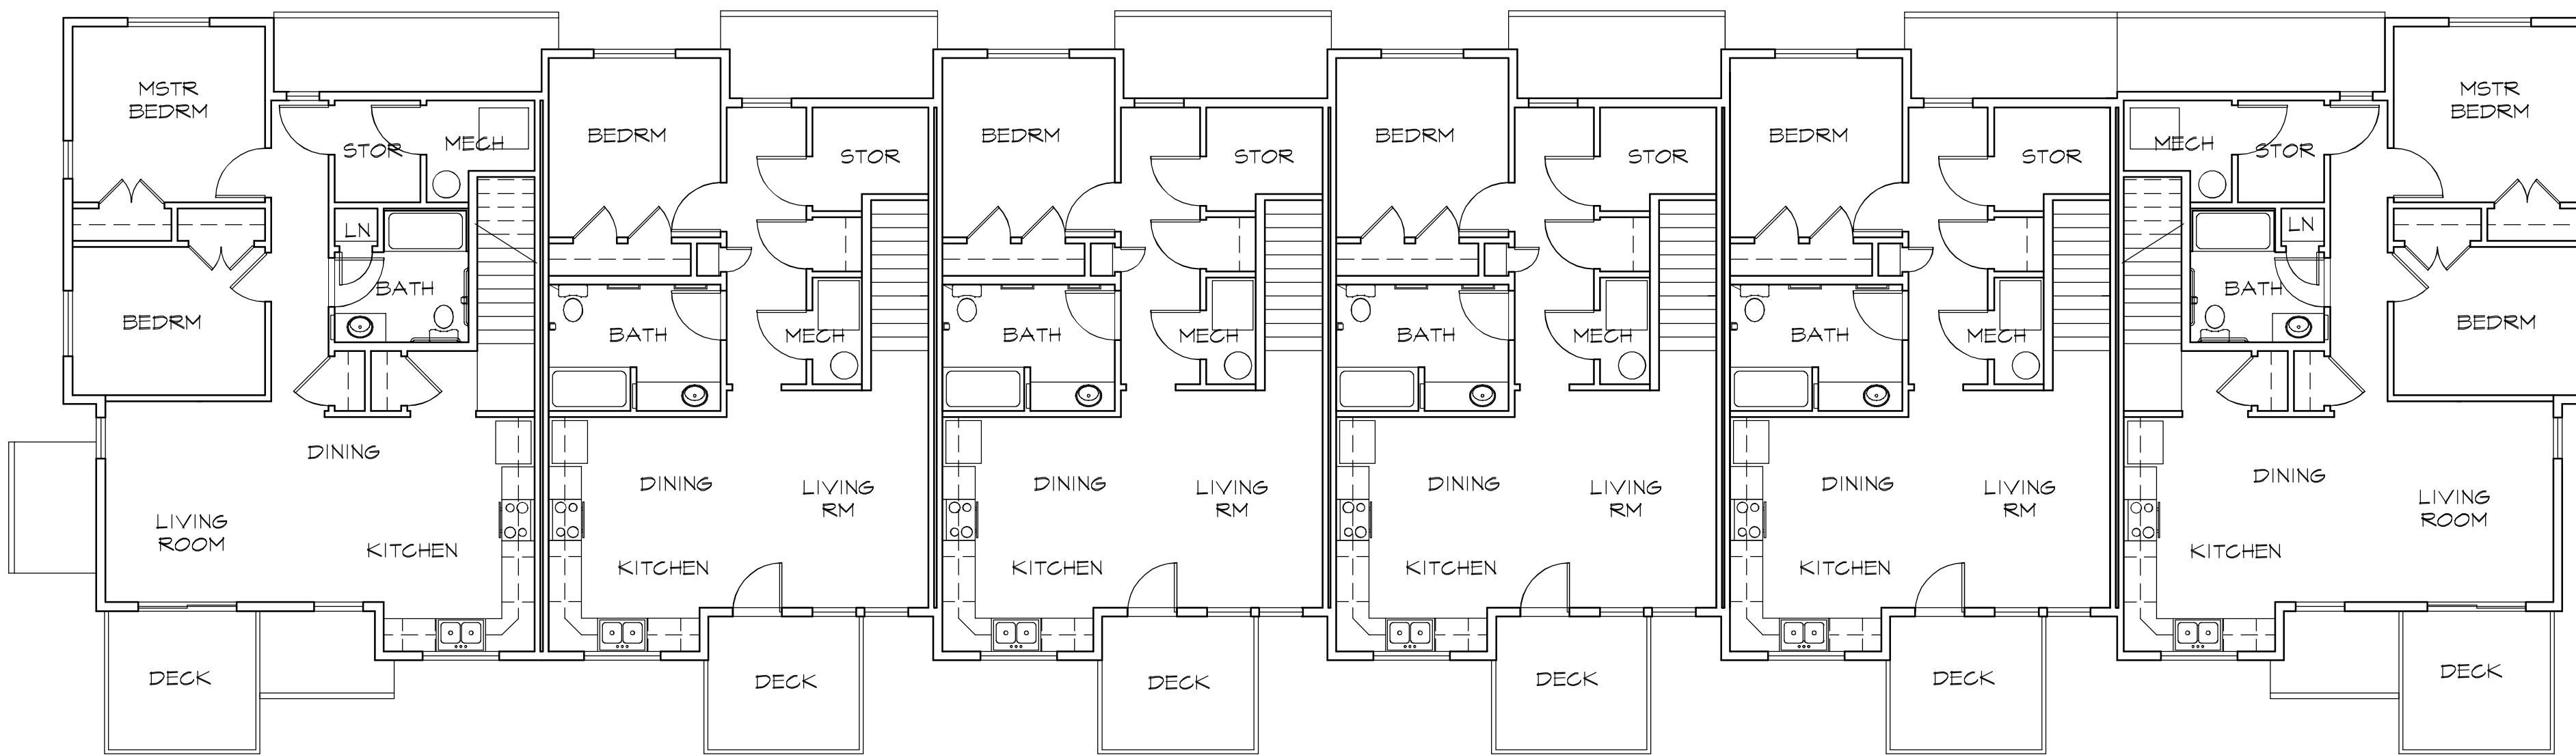 MSTR
BEDRM
STOR
MECH
LN
BATH
BEDRM
DINING
LIVING
ROOM
KITCHEN
DECK
BEDRM
STOR
BATH
MECH
DINING
LIVING
RM
KITCHEN
DECK
BEDRM
STOR
BATH
MECH
DINING
LIVING
RM
KITCHEN
DECK
BEDRM
STOR
BATH
MECH
DINING
LIVING
RM
KITCHEN
DECK
BEDRM
STOR
BATH
MECH
DINING
LIVING
RM
KITCHEN
DECK
MSTR
BEDRM
MECH
STOR
LN
BATH
BEDRM
DINING
LIVING
ROOM
KITCHEN
DECK